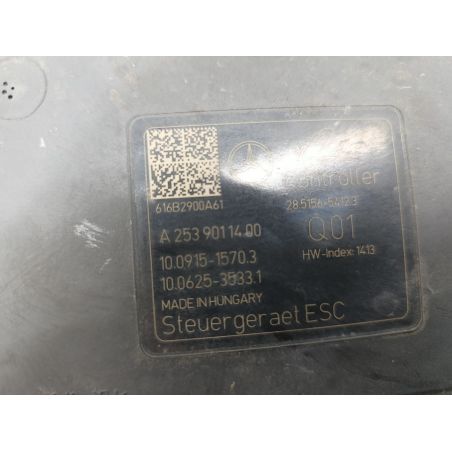 Controller
616B2900A61
28.5156-5412.3
A 253 901 14 00
Q01
10.0915-1570.3
HW-Index: 1413
10.0625-3533.1
MADE IN HUNGARY
Steuergeraet ESC